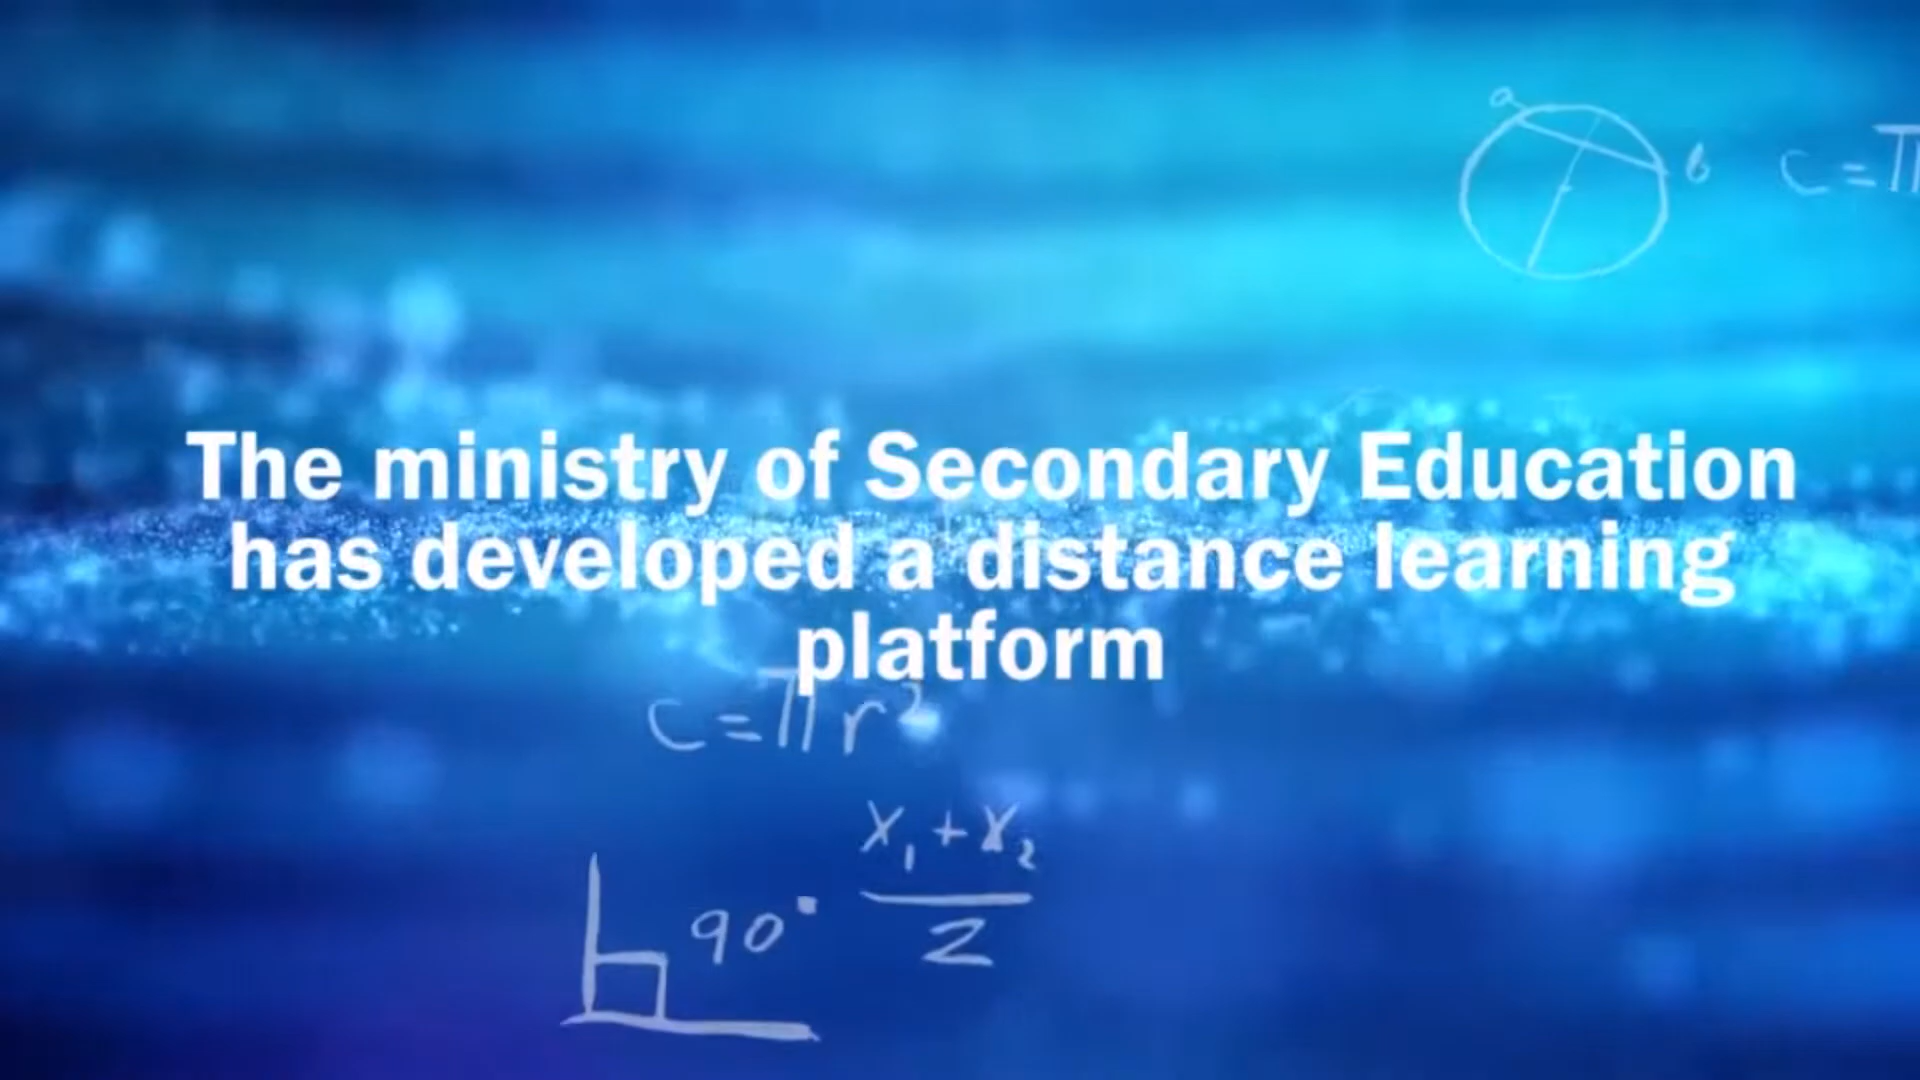 a
b
c=π
The ministry of Secondary Education
has developed a distance learning
platform
c=πr²
x₁+x₂
2
90°